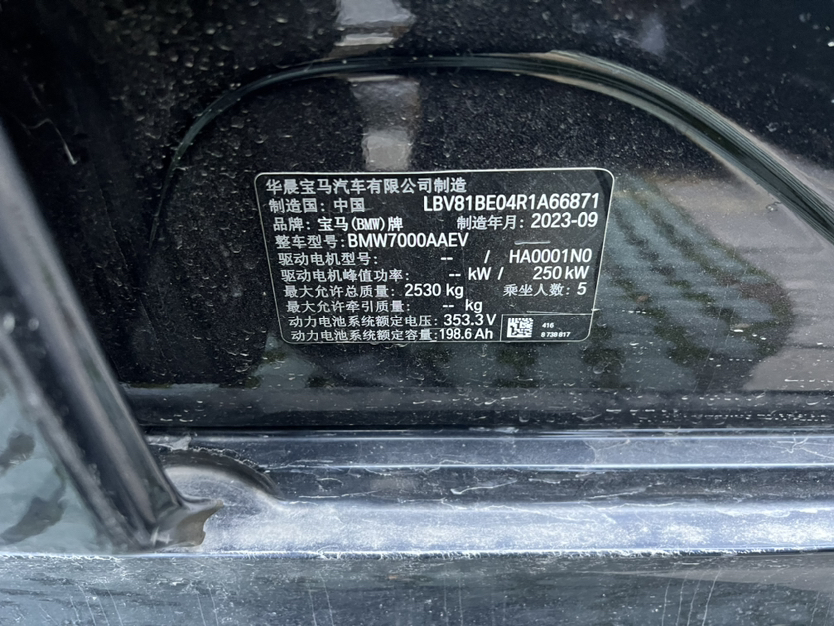 华晨宝马汽车有限公司制造
制造国: 中国 LBV81BE04R1A66871
品牌: 宝马(BMW)牌 制造年月: 2023-09
整车型号: BMW7000AAEV
驱动电机型号: -- / HA0001N0
驱动电机峰值功率: -- kW / 250 kW
最大允许总质量: 2530 kg 乘坐人数: 5
最大允许牵引质量: -- kg
动力电池系统额定电压: 353.3 V
动力电池系统额定容量: 198.6 Ah
416
8 739 817